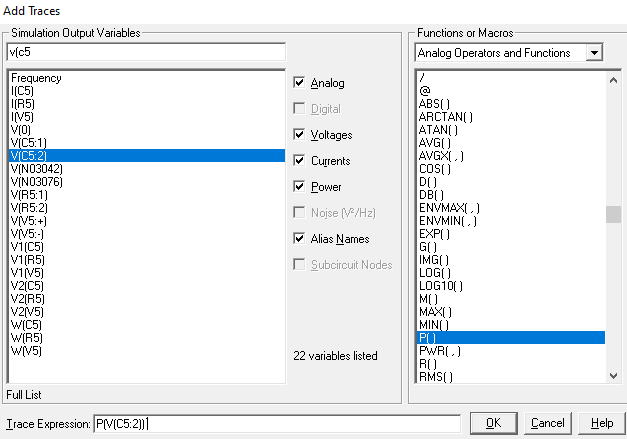 Add Traces
Simulation Output Variables
v(c5
Frequency
I(C5)
I(R5)
I(V5)
V(0)
V(C5:1)
V(C5:2)
V(N03042)
V(N03076)
V(R5:1)
V(R5:2)
V(V5:+)
V(V5:-)
V1(C5)
V1(R5)
V1(V5)
V2(C5)
V2(R5)
V2(V5)
W(C5)
W(R5)
W(V5)
Full List
Analog
Digital
Voltages
Currents
Power
Noise (V²/Hz)
Alias Names
Subcircuit Nodes
22 variables listed
Functions or Macros
Analog Operators and Functions
/
@
ABS( )
ARCTAN( )
ATAN( )
AVG( )
AVGX( , )
COS( )
D( )
DB( )
ENVMAX( , )
ENVMIN( , )
EXP( )
G( )
IMG( )
LOG( )
LOG10( )
M( )
MAX( )
MIN( )
P( )
PWR( , )
R( )
RMS( )
Trace Expression: P(V(C5:2))
OK
Cancel
Help